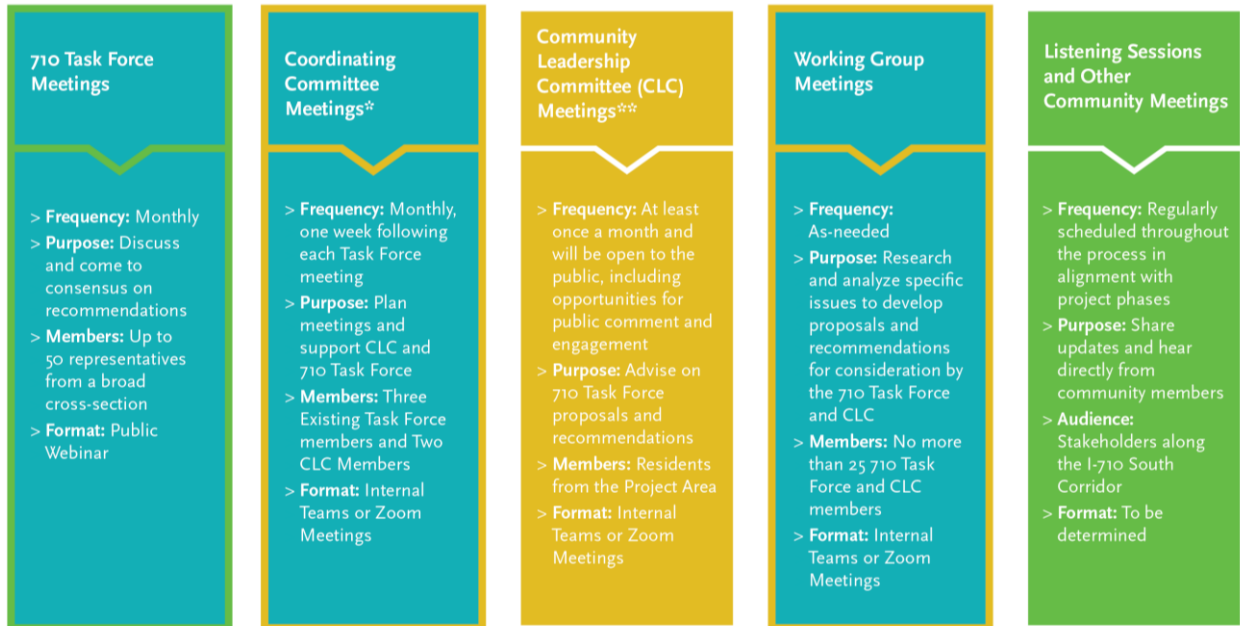 710 Task Force
Meetings
> Frequency: Monthly
> Purpose: Discuss
and come to
consensus on
recommendations
> Members: Up to
50 representatives
from a broad
cross-section
> Format: Public
Webinar
Coordinating
Committee
Meetings*
> Frequency: Monthly,
one week following
each Task Force
meeting
> Purpose: Plan
meetings and
support CLC and
710 Task Force
> Members: Three
Existing Task Force
members and Two
CLC Members
> Format: Internal
Teams or Zoom
Meetings
Community
Leadership
Committee (CLC)
Meetings**
> Frequency: At least
once a month and
will be open to the
public, including
opportunities for
public comment and
engagement
> Purpose: Advise on
710 Task Force
proposals and
recommendations
> Members: Residents
from the Project Area
> Format: Internal
Teams or Zoom
Meetings
Working Group
Meetings
> Frequency:
As-needed
> Purpose: Research
and analyze specific
issues to develop
proposals and
recommendations
for consideration by
the 710 Task Force
and CLC
> Members: No more
than 25 710 Task
Force and CLC
members
> Format: Internal
Teams or Zoom
Meetings
Listening Sessions
and Other
Community Meetings
> Frequency: Regularly
scheduled throughout
the process in
alignment with
project phases
> Purpose: Share
updates and hear
directly from
community members
> Audience:
Stakeholders along
the I-710 South
Corridor
> Format: To be
determined